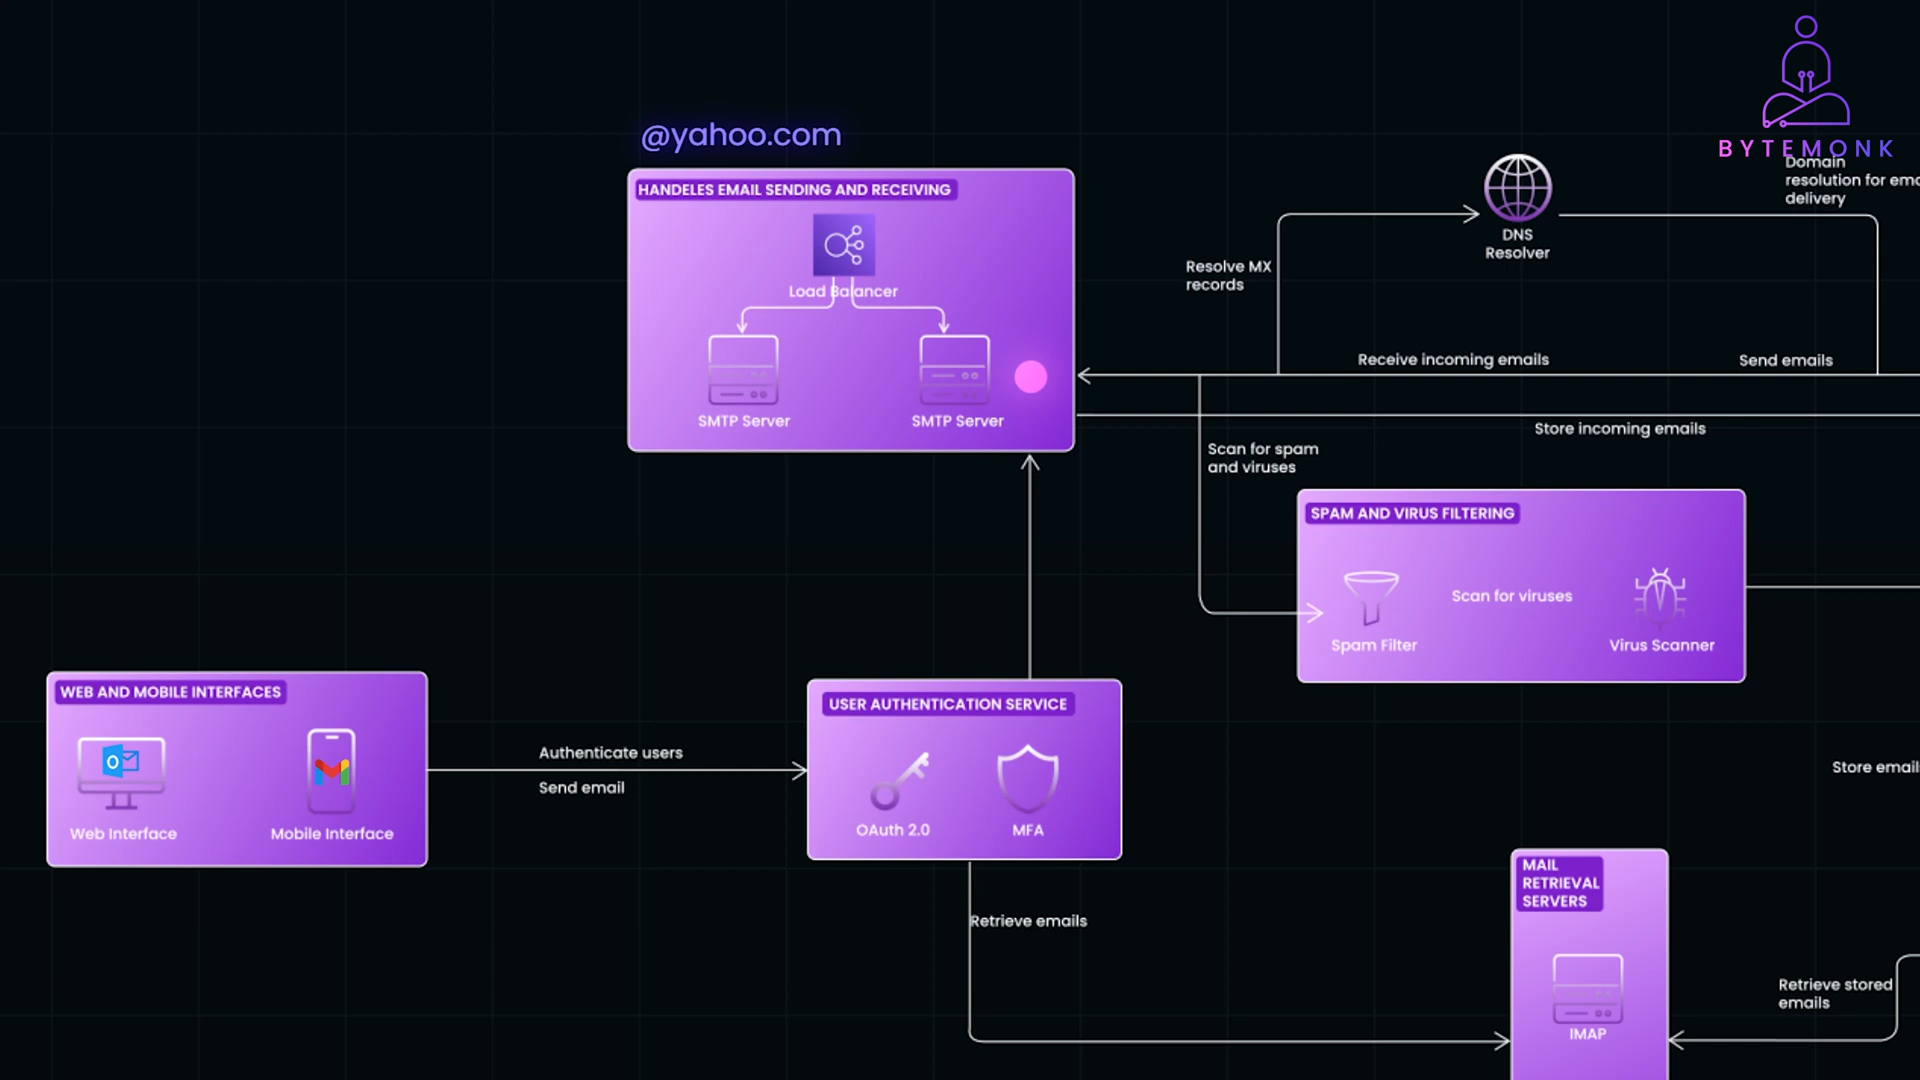 @yahoo.com
HANDELES EMAIL SENDING AND RECEIVING
Load Balancer
SMTP Server
SMTP Server
BYTEMONK
Domain
resolution for
delivery
DNS
Resolver
Resolve MX
records
Receive incoming emails
Send emails
Store incoming emails
Scan for spam
and viruses
SPAM AND VIRUS FILTERING
Scan for viruses
Spam Filter
Virus Scanner
WEB AND MOBILE INTERFACES
Web Interface
Mobile Interface
Authenticate users
Send email
USER AUTHENTICATION SERVICE
OAuth 2.0
MFA
Store emails
Retrieve emails
MAIL
RETRIEVAL
SERVERS
IMAP
Retrieve stored
emails